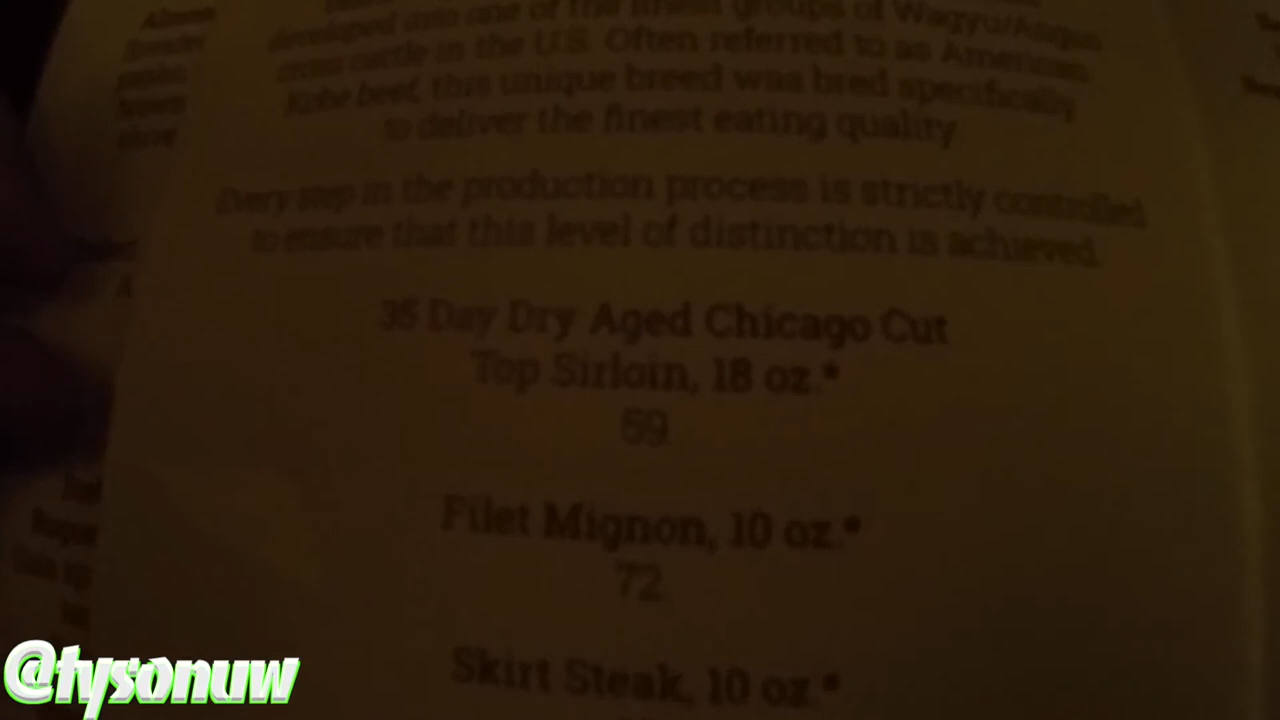 developed into one of the finest groups of Wagyu/Angus
cross cattle in the U.S. Often referred to as American
Kobe beef, this unique breed was bred specifically
to deliver the finest eating quality
Every step in the production process is strictly controlled
to ensure that this level of distinction is achieved.
35 Day Dry Aged Chicago Cut
Top Sirloin, 18 oz.*
59
Filet Mignon, 10 oz.*
72
Skirt Steak, 10 oz.*
@tysonuw